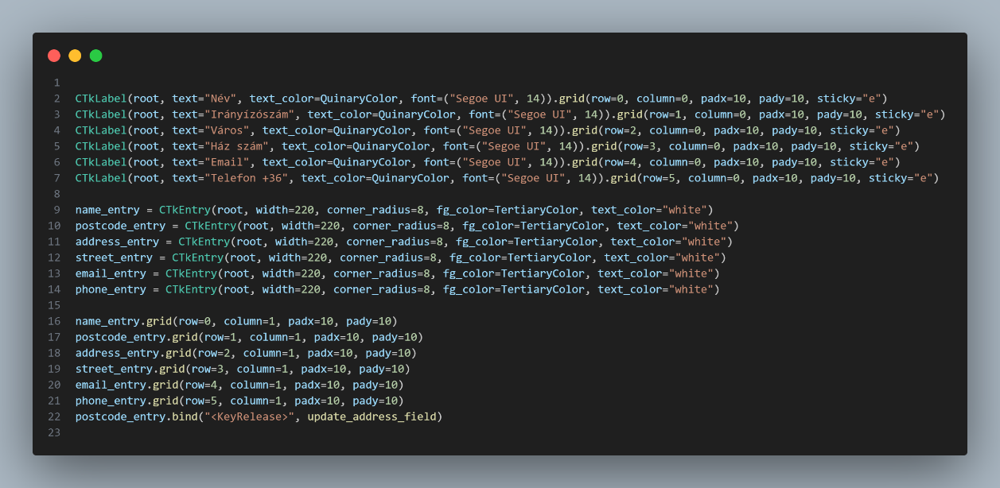 1
2 CTkLabel(root, text="Név", text_color=QuinaryColor, font=("Segoe UI", 14)).grid(row=0, column=0, padx=10, pady=10, sticky="e")
3 CTkLabel(root, text="Irányízószám", text_color=QuinaryColor, font=("Segoe UI", 14)).grid(row=1, column=0, padx=10, pady=10, sticky="e")
4 CTkLabel(root, text="Város", text_color=QuinaryColor, font=("Segoe UI", 14)).grid(row=2, column=0, padx=10, pady=10, sticky="e")
5 CTkLabel(root, text="Ház szám", text_color=QuinaryColor, font=("Segoe UI", 14)).grid(row=3, column=0, padx=10, pady=10, sticky="e")
6 CTkLabel(root, text="Email", text_color=QuinaryColor, font=("Segoe UI", 14)).grid(row=4, column=0, padx=10, pady=10, sticky="e")
7 CTkLabel(root, text="Telefon +36", text_color=QuinaryColor, font=("Segoe UI", 14)).grid(row=5, column=0, padx=10, pady=10, sticky="e")
8
9 name_entry = CTkEntry(root, width=220, corner_radius=8, fg_color=TertiaryColor, text_color="white")
10 postcode_entry = CTkEntry(root, width=220, corner_radius=8, fg_color=TertiaryColor, text_color="white")
11 address_entry = CTkEntry(root, width=220, corner_radius=8, fg_color=TertiaryColor, text_color="white")
12 street_entry = CTkEntry(root, width=220, corner_radius=8, fg_color=TertiaryColor, text_color="white")
13 email_entry = CTkEntry(root, width=220, corner_radius=8, fg_color=TertiaryColor, text_color="white")
14 phone_entry = CTkEntry(root, width=220, corner_radius=8, fg_color=TertiaryColor, text_color="white")
15
16 name_entry.grid(row=0, column=1, padx=10, pady=10)
17 postcode_entry.grid(row=1, column=1, padx=10, pady=10)
18 address_entry.grid(row=2, column=1, padx=10, pady=10)
19 street_entry.grid(row=3, column=1, padx=10, pady=10)
20 email_entry.grid(row=4, column=1, padx=10, pady=10)
21 phone_entry.grid(row=5, column=1, padx=10, pady=10)
22 postcode_entry.bind("<KeyRelease>", update_address_field)
23